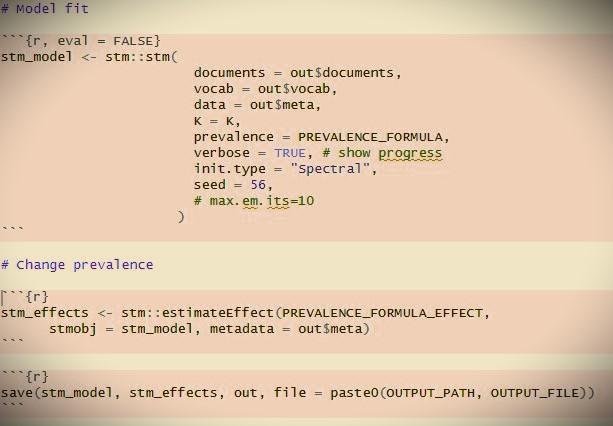 # Model fit
```{r, eval = FALSE}
stm_model <- stm::stm(
documents = out$documents,
vocab = out$vocab,
data = out$meta,
K = K,
prevalence = PREVALENCE_FORMULA,
verbose = TRUE, # show progress
init.type = "Spectral",
seed = 56,
# max.em.its=10
)
```
# Change prevalence
```{r}
stm_effects <- stm::estimateEffect(PREVALENCE_FORMULA_EFFECT,
stmobj = stm_model, metadata = out$meta)
```
```{r}
save(stm_model, stm_effects, out, file = paste0(OUTPUT_PATH, OUTPUT_FILE))
```